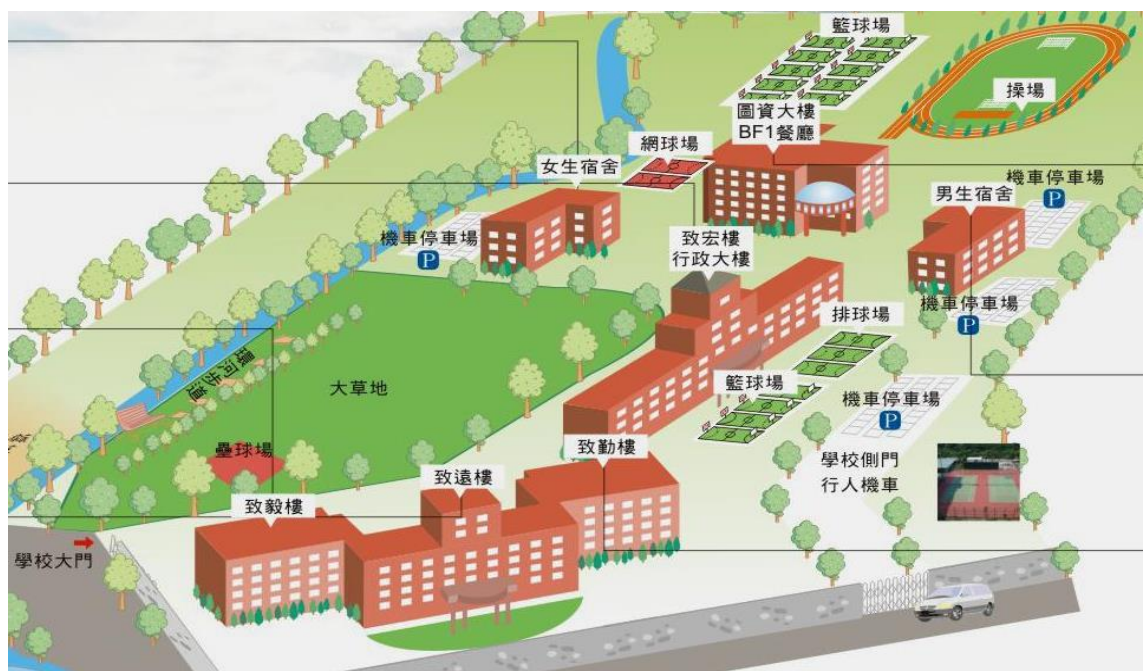 籃球場
操場
圖資大樓
BF1餐廳
網球場
女生宿舍
機車停車場
P
男生宿舍
機車停車場
P
致宏樓
行政大樓
機車停車場
P
排球場
籃球場
機車停車場
P
環河步道
大草地
壘球場
學校側門
行人機車
致勤樓
致遠樓
致毅樓
學校大門